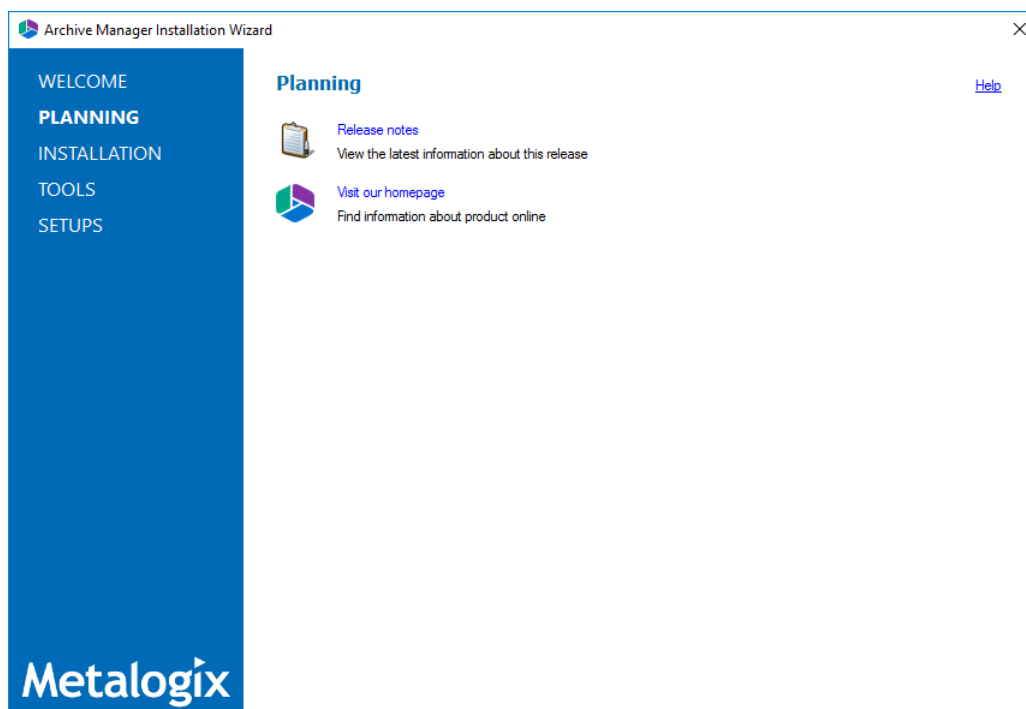 Archive Manager Installation Wizard
WELCOME
PLANNING
INSTALLATION
TOOLS
SETUPS
Planning
Help
Release notes
View the latest information about this release
Visit our homepage
Find information about product online
Metalogix